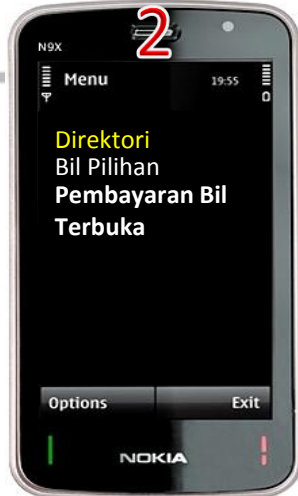 2
N9X
Menu 19:55
Direktori
Bil Pilihan
Pembayaran Bil
Terbuka
Options Exit
NOKIA